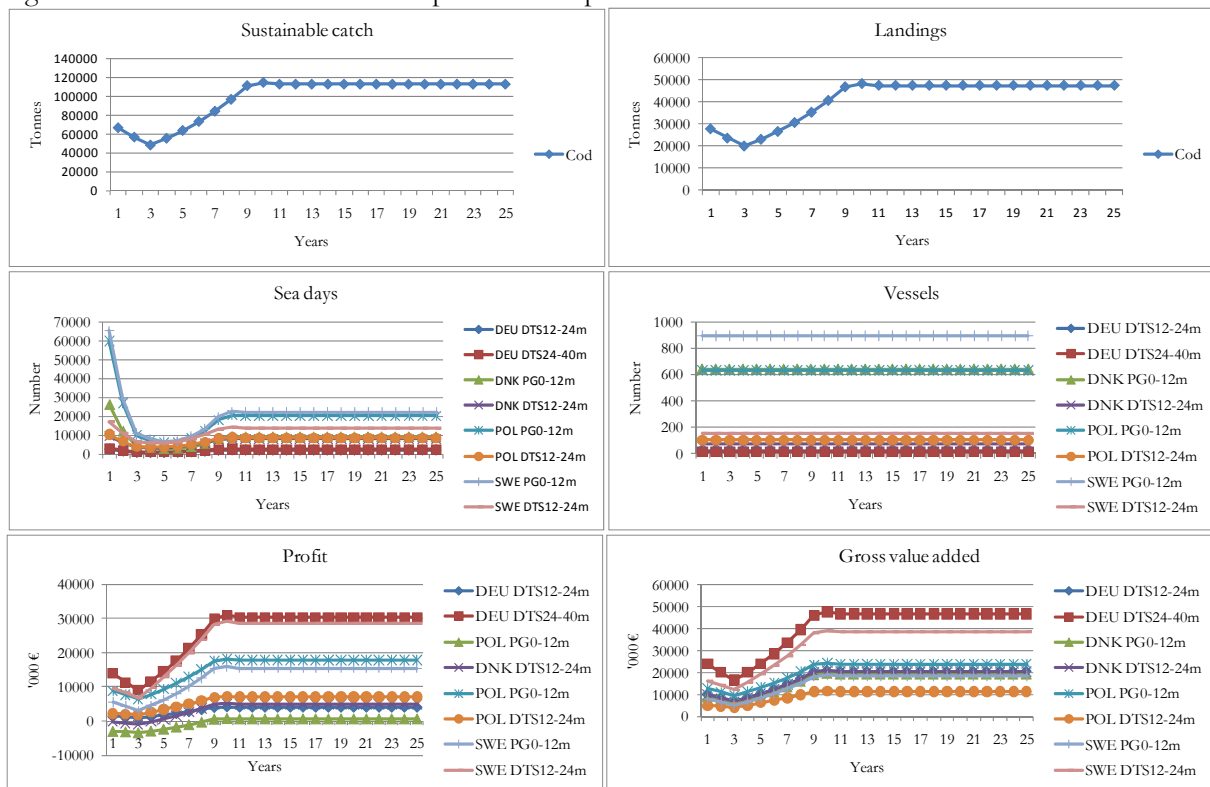 Sustainable catch
140000
120000
100000
80000
60000
40000
20000
0
Tonnes
1 3 5 7 9 11 13 15 17 19 21 23 25
Years
Cod
Landings
60000
50000
40000
30000
20000
10000
0
Tonnes
1 3 5 7 9 11 13 15 17 19 21 23 25
Years
Cod
Sea days
70000
60000
50000
40000
30000
20000
10000
0
Number
1 3 5 7 9 11 13 15 17 19 21 23 25
Years
DEU DTS12-24m
DEU DTS24-40m
DNK PG0-12m
DNK DTS12-24m
POL PG0-12m
POL DTS12-24m
SWE PG0-12m
SWE DTS12-24m
Vessels
1000
800
600
400
200
0
Number
1 3 5 7 9 11 13 15 17 19 21 23 25
Years
DEU DTS12-24m
DEU DTS24-40m
DNK PG0-12m
DNK DTS12-24m
POL PG0-12m
POL DTS12-24m
SWE PG0-12m
SWE DTS12-24m
Profit
40000
30000
20000
10000
0
-10000
'000 €
1 3 5 7 9 11 13 15 17 19 21 23 25
Years
DEU DTS12-24m
DEU DTS24-40m
POL PG0-12m
DNK DTS12-24m
POL PG0-12m
POL DTS12-24m
SWE PG0-12m
SWE DTS12-24m
Gross value added
60000
50000
40000
30000
20000
10000
0
'000 €
1 3 5 7 9 11 13 15 17 19 21 23 25
Years
DEU DTS12-24m
DEU DTS24-40m
DNK PG0-12m
DNK DTS12-24m
POL PG0-12m
POL DTS12-24m
SWE PG0-12m
SWE DTS12-24m